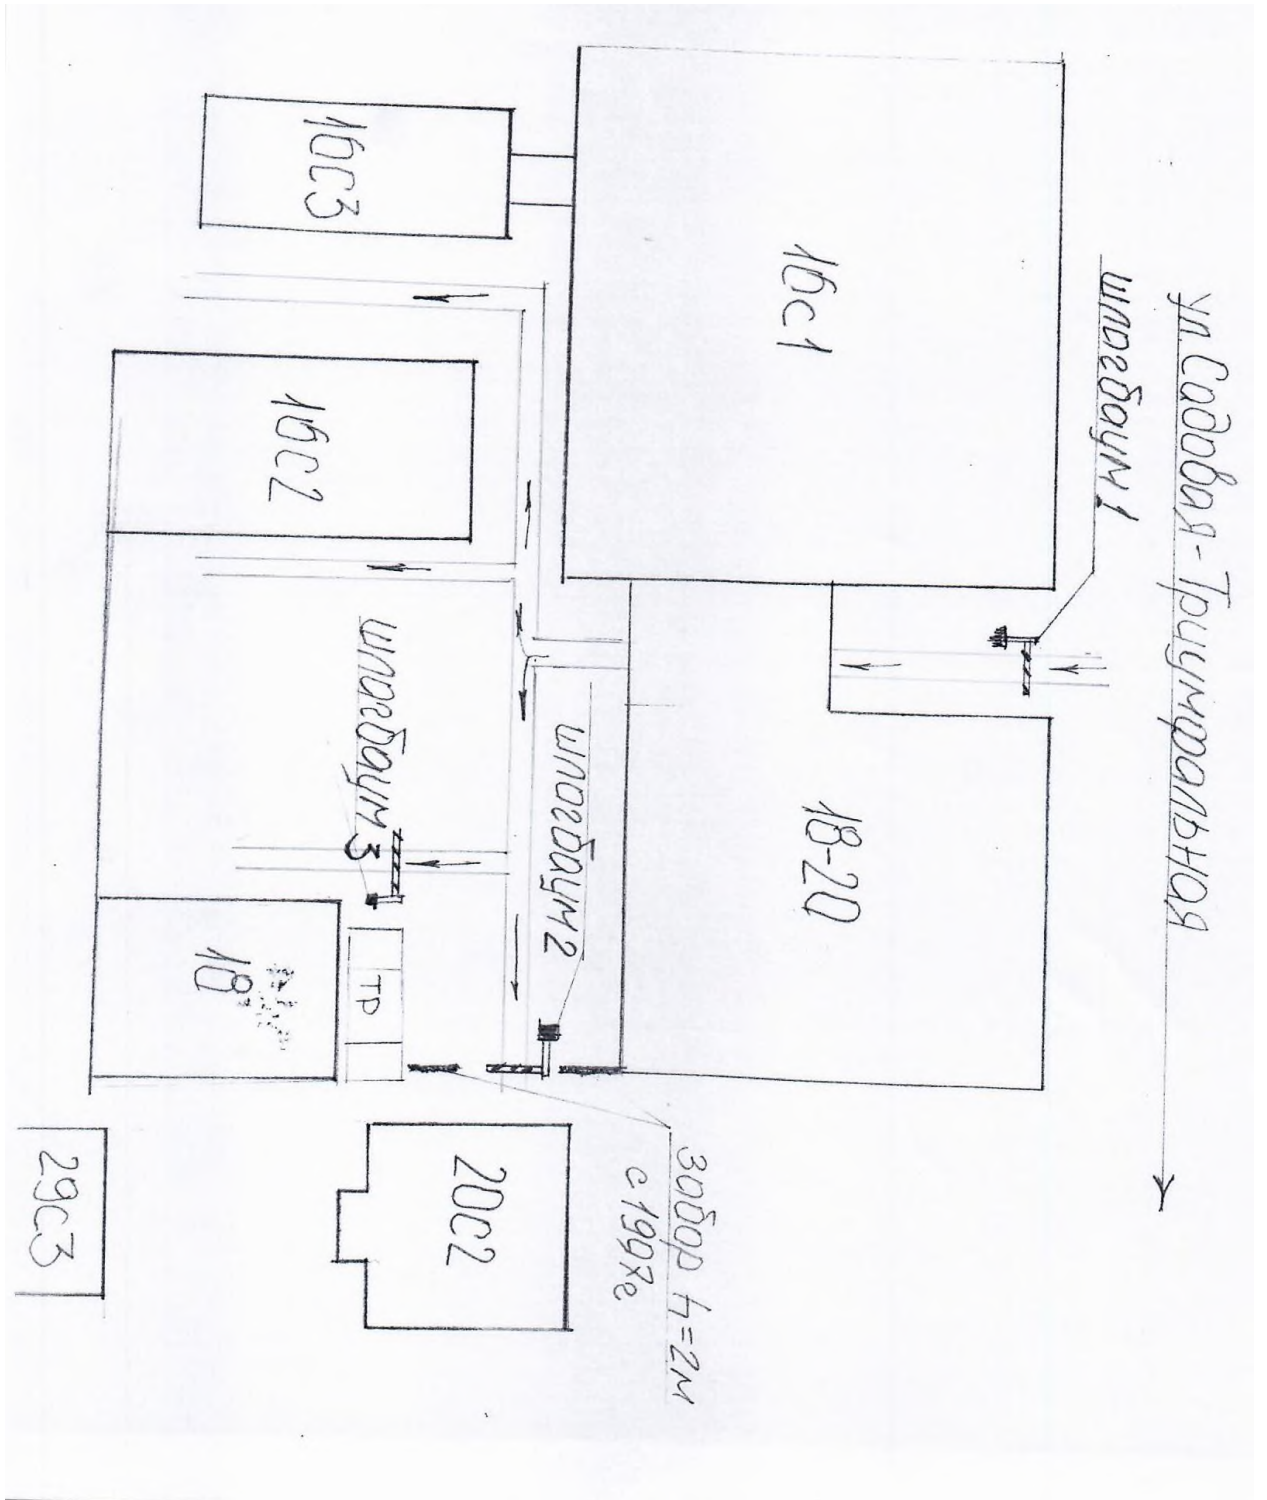 ул Садовая-Триумфальная
шлагбаум 1
16с1
18-20
16с3
16с2
шлагбаум 2
шлагбаум 3
ТР
18
забор h=2м
с 1997г
20с2
29с3